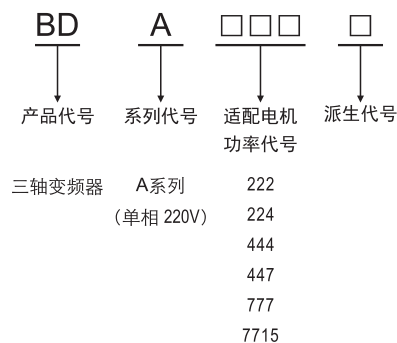 BD A □□□ □
产品代号 系列代号 适配电机 派生代号
功率代号
三轴变频器 A系列 222
(单相 220V) 224
444
447
777
7715